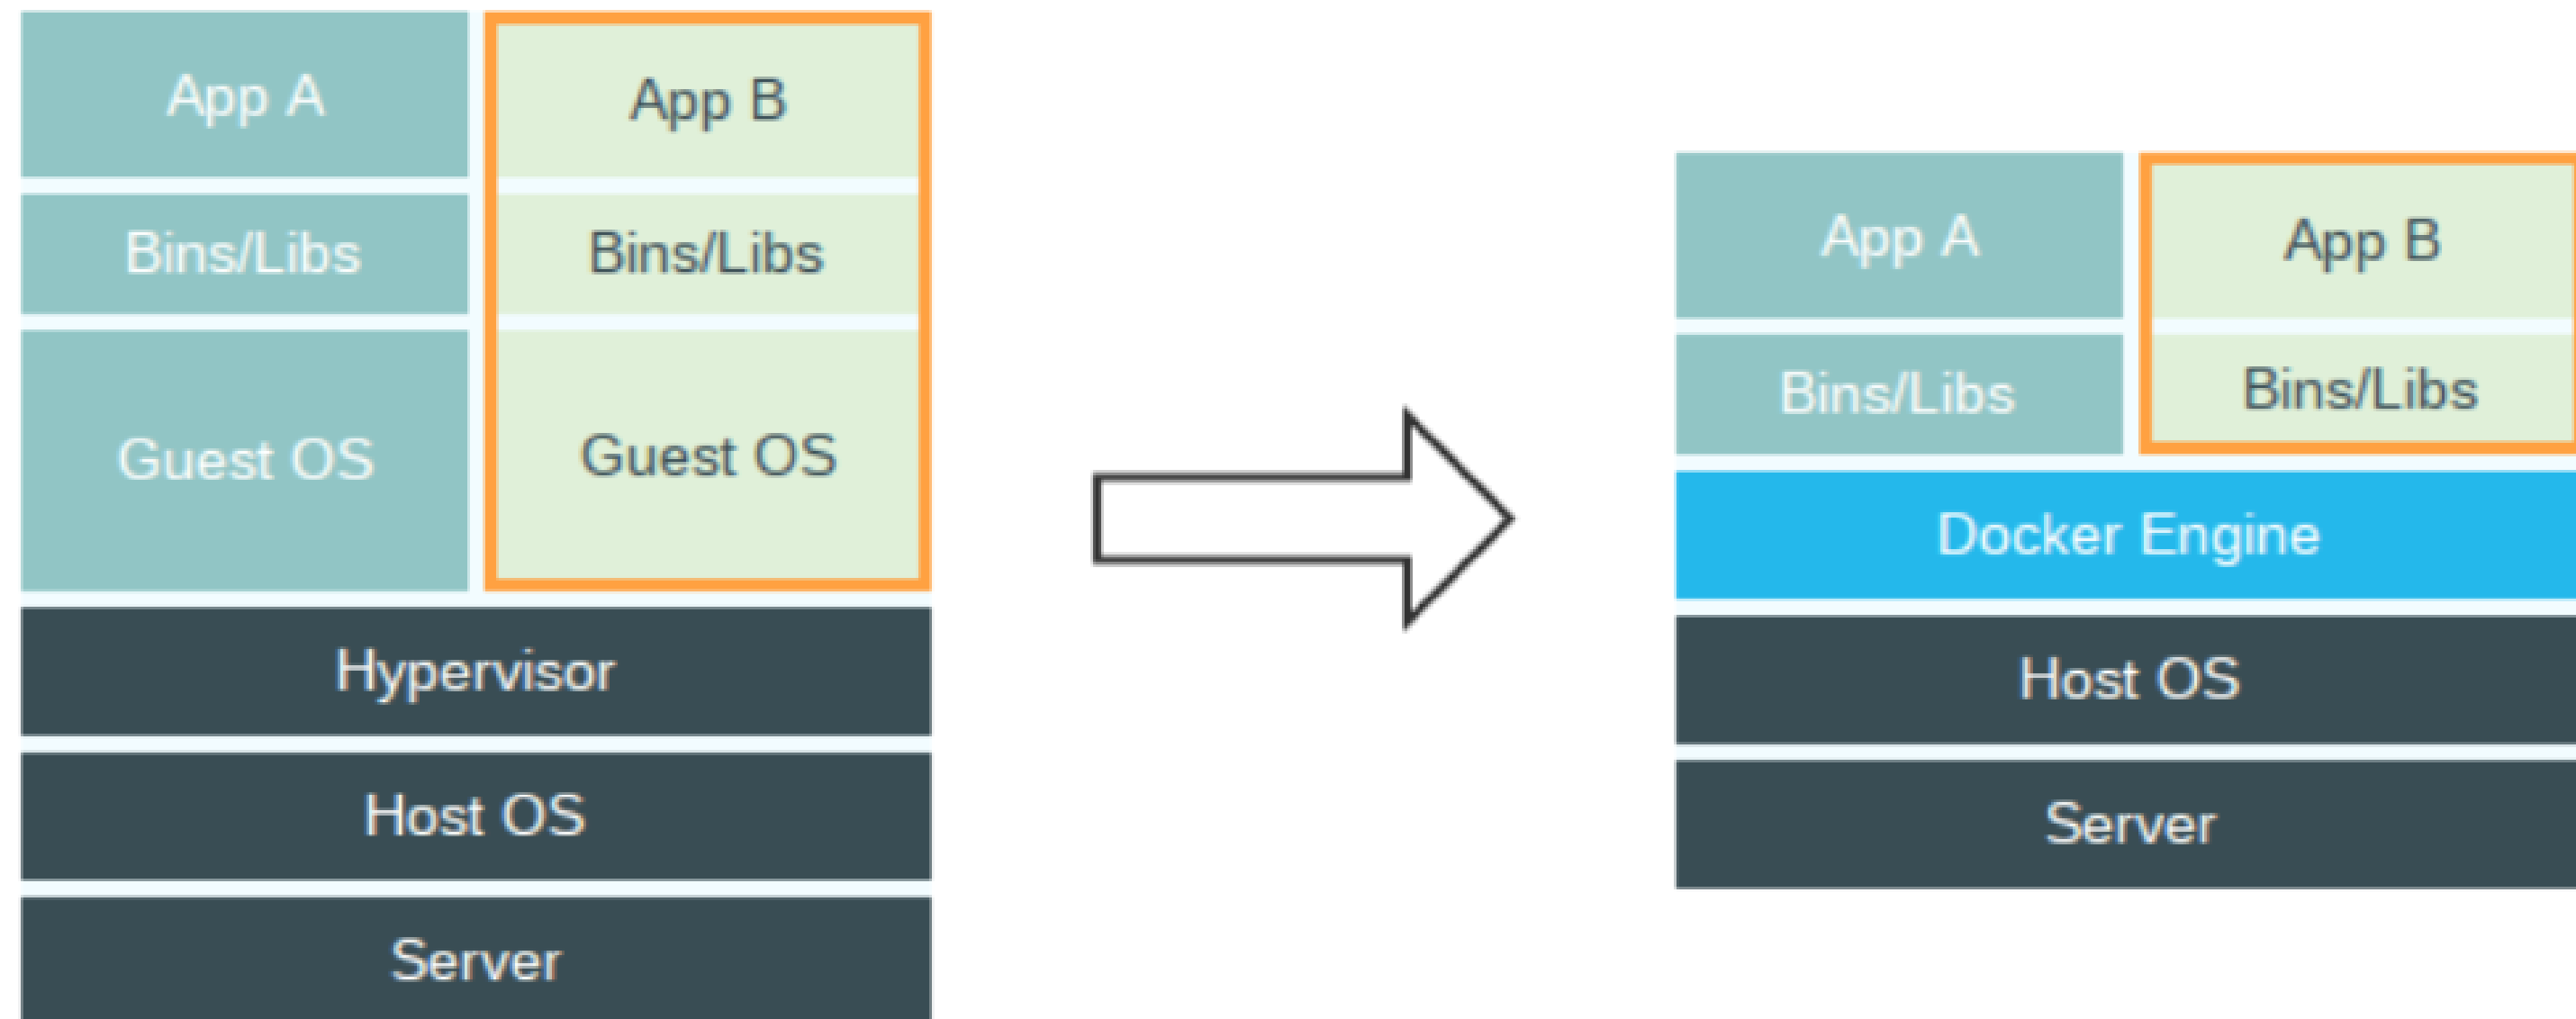 App A
App B
Bins/Libs
Bins/Libs
Guest OS
Guest OS
Hypervisor
Host OS
Server
App A
App B
Bins/Libs
Bins/Libs
Docker Engine
Host OS
Server